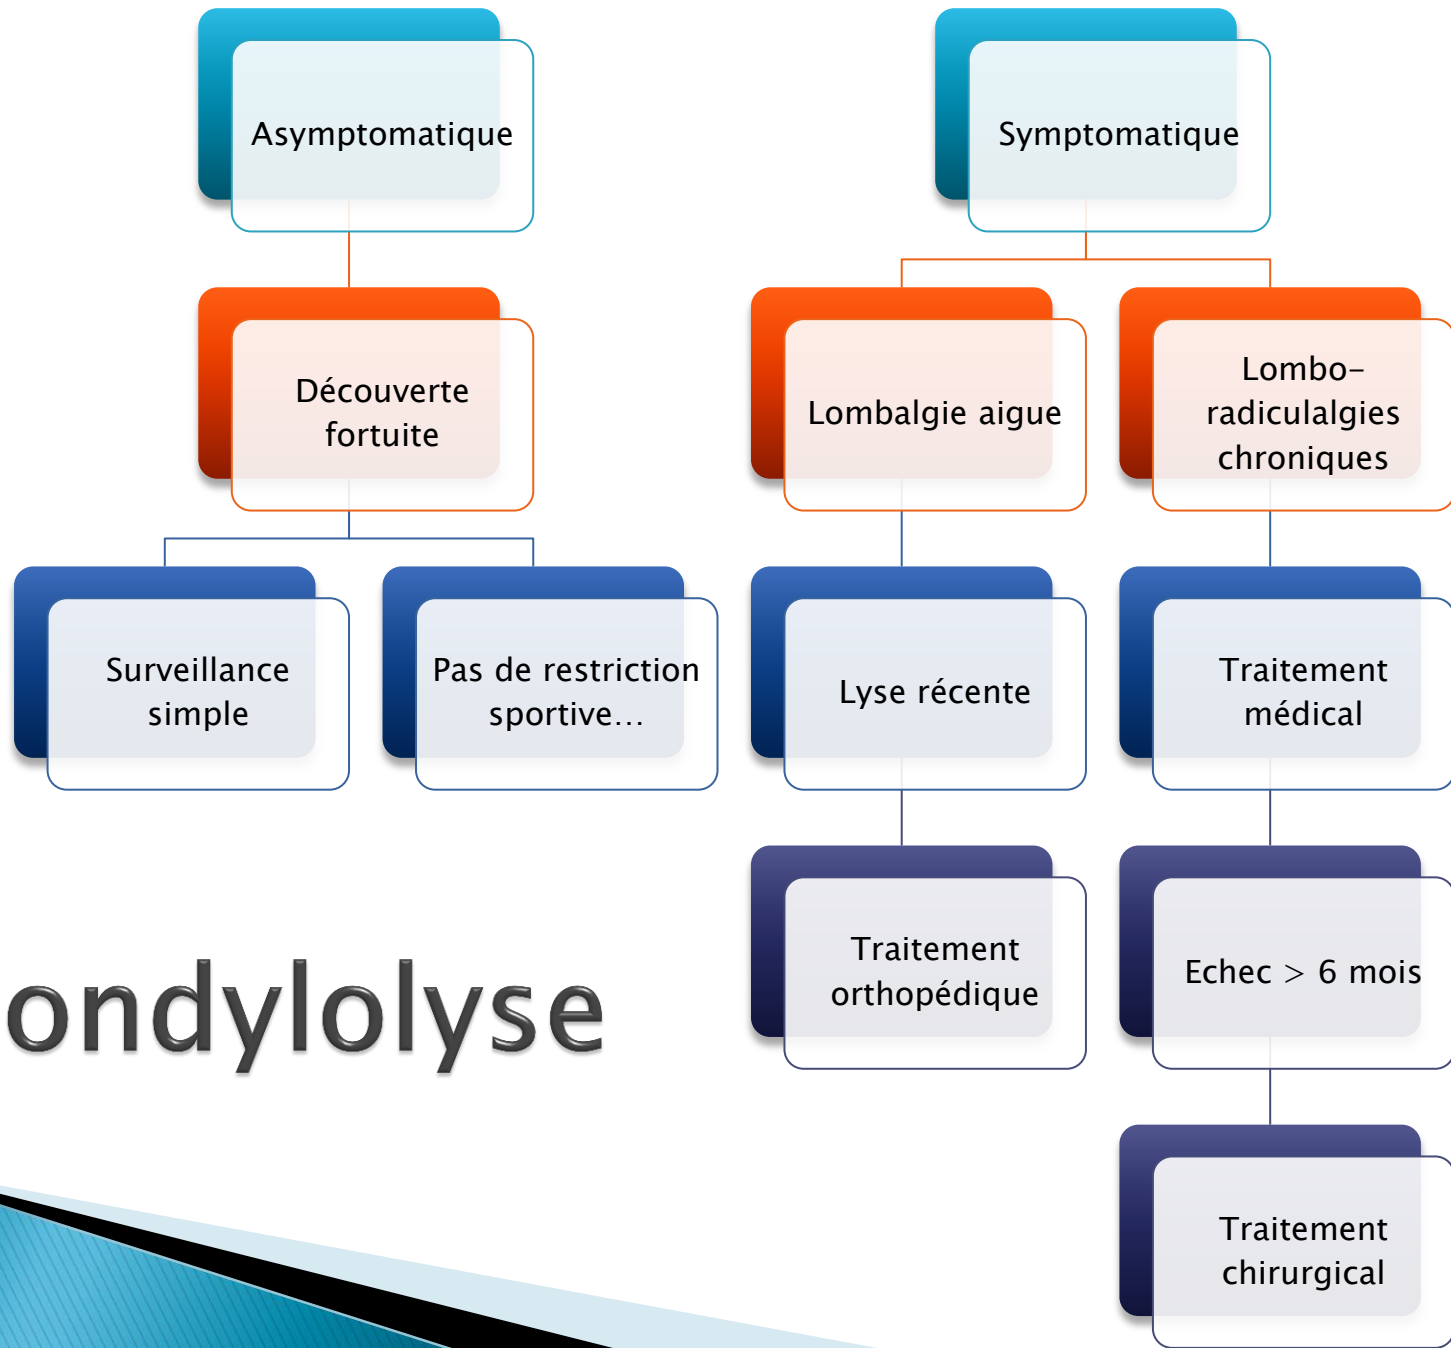 Asymptomatique
Découverte
fortuite
Surveillance
simple
Pas de restriction
sportive…
Symptomatique
Lombalgie aigue
Lyse récente
Traitement
orthopédique
Lombo-
radiculalgies
chroniques
Traitement
médical
Echec > 6 mois
Traitement
chirurgical
ondylolyse